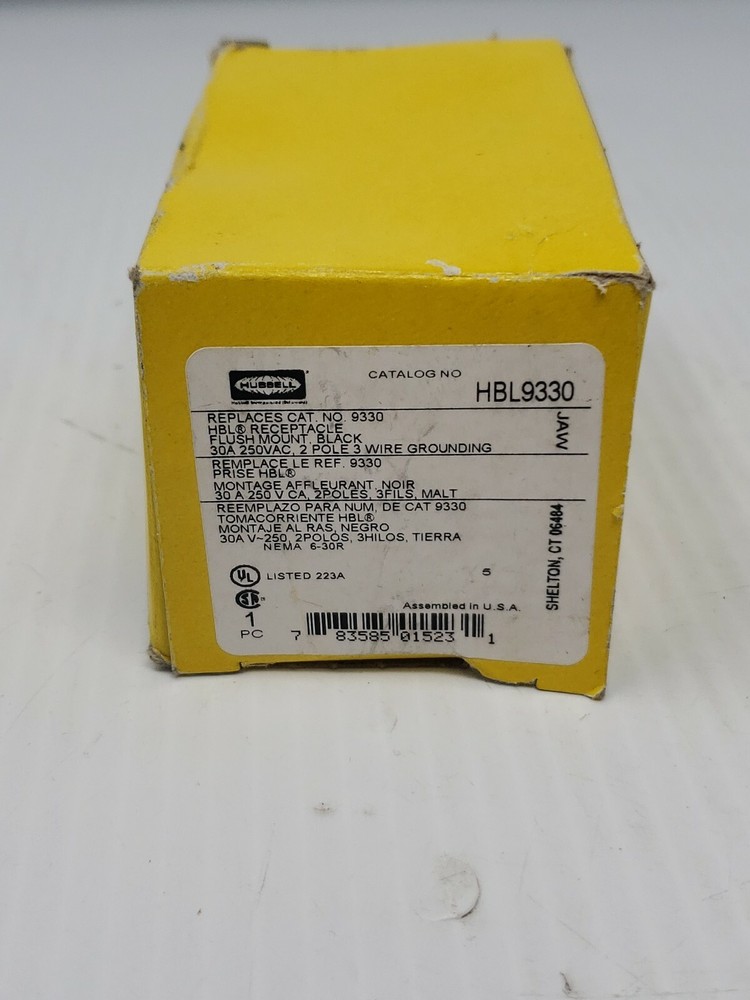 HUBBELL
CATALOG NO
HBL9330
REPLACES CAT. NO. 9330
HBL® RECEPTACLE
FLUSH MOUNT, BLACK
30A 250VAC, 2 POLE 3 WIRE GROUNDING
REMPLACE LE REF. 9330
PRISE HBL®
MONTAGE AFFLEURANT, NOIR
30 A 250 V CA, 2POLES, 3FILS, MALT
REEMPLAZO PARA NUM, DE CAT 9330
TOMACORRIENTE HBL®
MONTAJE AL RAS, NEGRO
30A V~250, 2POLOS, 3HILOS, TIERRA
NEMA 6-30R
JAW
SHELTON, CT 06484
UL LISTED 223A
5
SA
Assembled in U.S.A.
1
PC
7 83585 01523 1